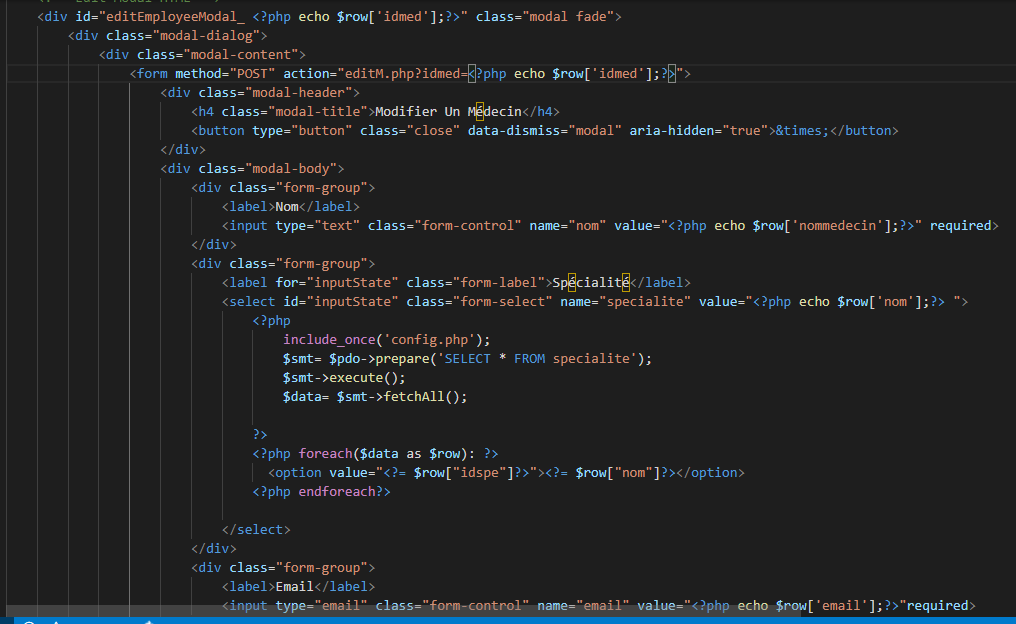 <div id="editEmployeeModal_ <?php echo $row['idmed'];?>" class="modal fade">
<div class="modal-dialog">
<div class="modal-content">
<form method="POST" action="editM.php?idmed=<?php echo $row['idmed'];?>">
<div class="modal-header">
<h4 class="modal-title">Modifier Un Médecin</h4>
<button type="button" class="close" data-dismiss="modal" aria-hidden="true">&times;</button>
</div>
<div class="modal-body">
<div class="form-group">
<label>Nom</label>
<input type="text" class="form-control" name="nom" value="<?php echo $row['nommedecin'];?>" required>
</div>
<div class="form-group">
<label for="inputState" class="form-label">Spécialité</label>
<select id="inputState" class="form-select" name="specialite" value="<?php echo $row['nom'];?> ">
<?php
include_once('config.php');
$smt= $pdo->prepare('SELECT * FROM specialite');
$smt->execute();
$data= $smt->fetchAll();
?>
<?php foreach($data as $row): ?>
<option value="<?= $row["idspe"]?>"><?= $row["nom"]?></option>
<?php endforeach?>
</select>
</div>
<div class="form-group">
<label>Email</label>
<input type="email" class="form-control" name="email" value="<?php echo $row['email'];?>"required>